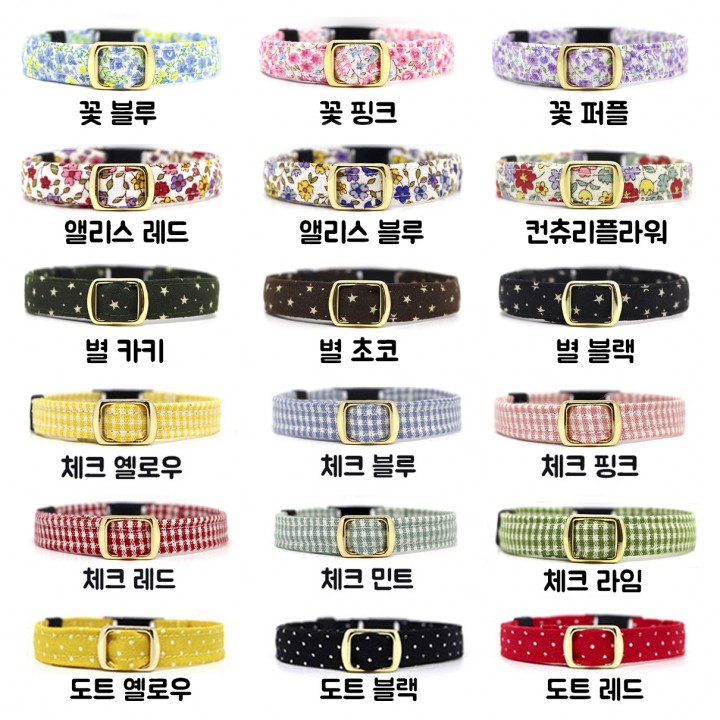 꽃 블루
꽃 핑크
꽃 퍼플
앨리스 레드
앨리스 블루
컨츄리플라워
별 카키
별 초코
별 블랙
체크 옐로우
체크 블루
체크 핑크
체크 레드
체크 민트
체크 라임
도트 옐로우
도트 블랙
도트 레드